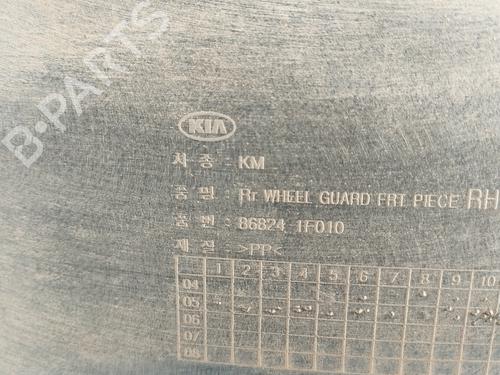 B-PARTS
KIA
차 종 : KM
품 명 : Rr WHEEL GUARD FRT PIECE RH
품 번 : 86824 1F010
재 질 : >PP<
1 2 3 4 5 6 7 8 9 10
04
05
06
07
08